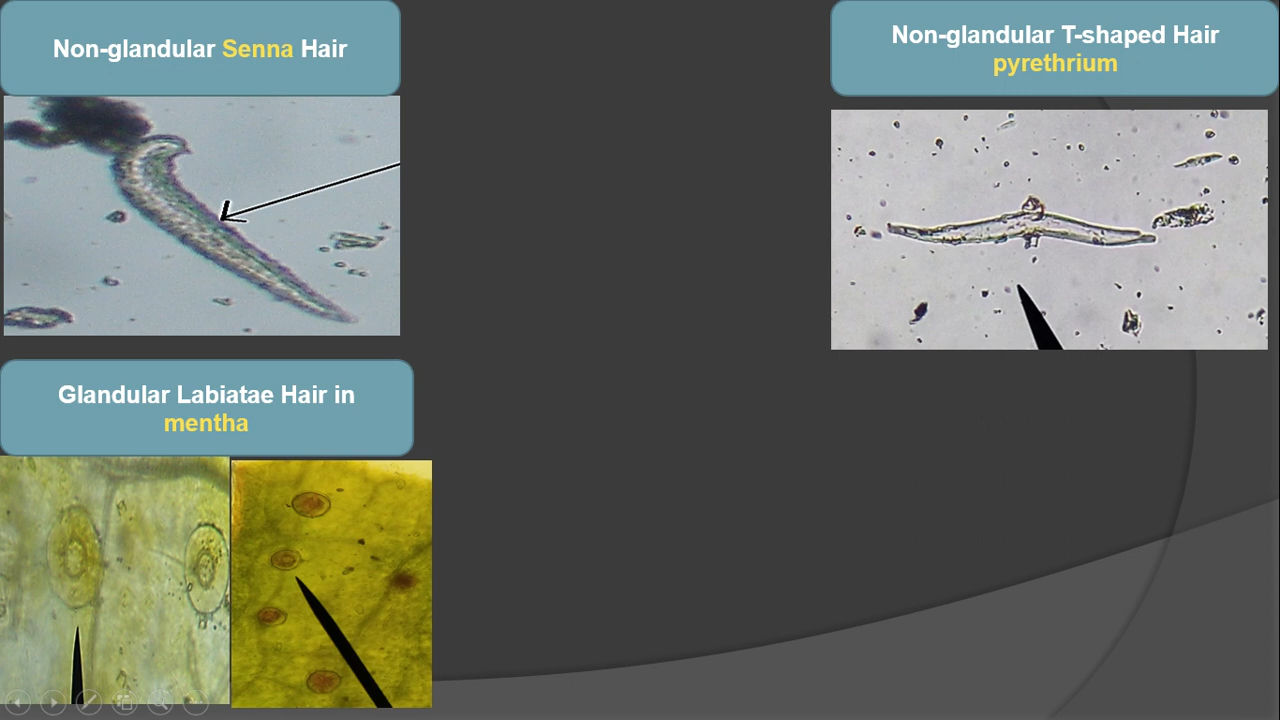 Non-glandular Senna Hair
Non-glandular T-shaped Hair
pyrethrium
Glandular Labiatae Hair in
mentha